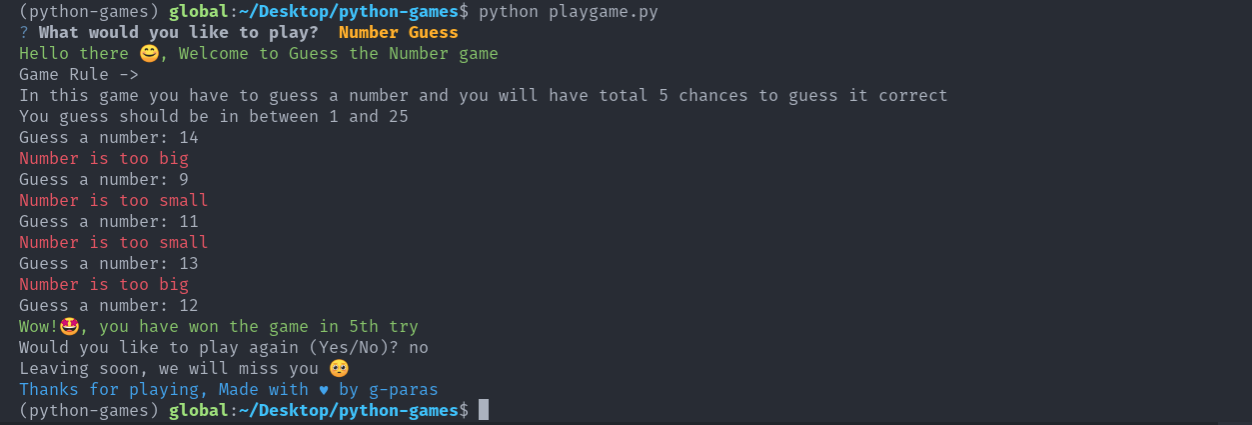 (python-games) global:~/Desktop/python-games$ python playgame.py
? What would you like to play?  Number Guess
Hello there 😊, Welcome to Guess the Number game
Game Rule ->
In this game you have to guess a number and you will have total 5 chances to guess it correct
You guess should be in between 1 and 25
Guess a number: 14
Number is too big
Guess a number: 9
Number is too small
Guess a number: 11
Number is too small
Guess a number: 13
Number is too big
Guess a number: 12
Wow!🤩, you have won the game in 5th try
Would you like to play again (Yes/No)? no
Leaving soon, we will miss you 🥺
Thanks for playing, Made with ♥ by g-paras
(python-games) global:~/Desktop/python-games$